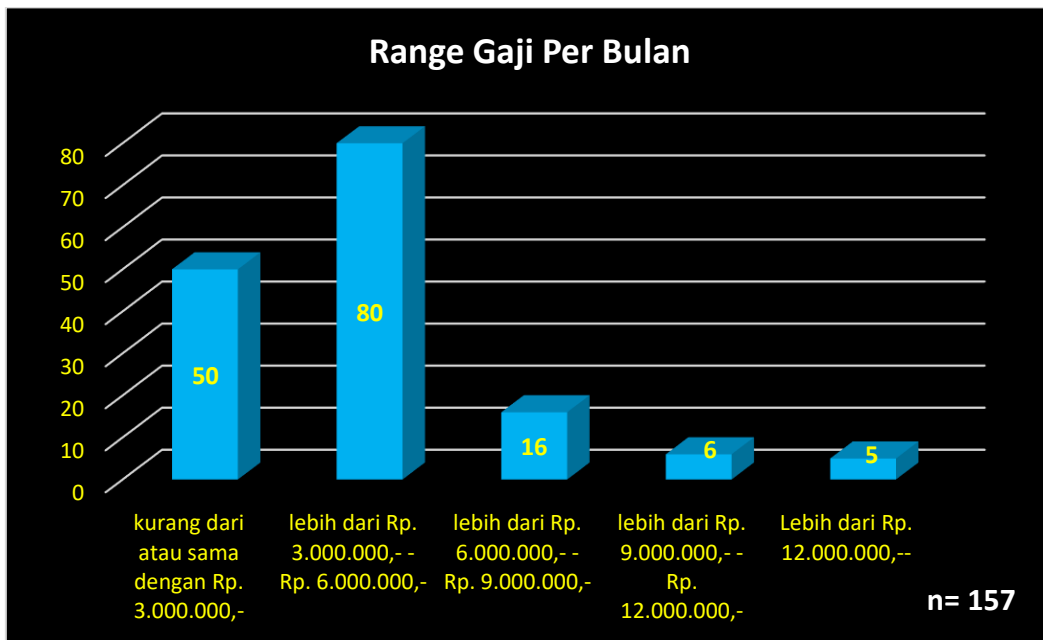 Range Gaji Per Bulan
80
70
60
50
40
30
20
10
0
50
80
16
6
5
kurang dari
atau sama
dengan Rp.
3.000.000,-
lebih dari Rp.
3.000.000,- -
Rp. 6.000.000,-
lebih dari Rp.
6.000.000,- -
Rp. 9.000.000,-
lebih dari Rp.
9.000.000,- -
Rp.
12.000.000,-
Lebih dari Rp.
12.000.000,--
n= 157